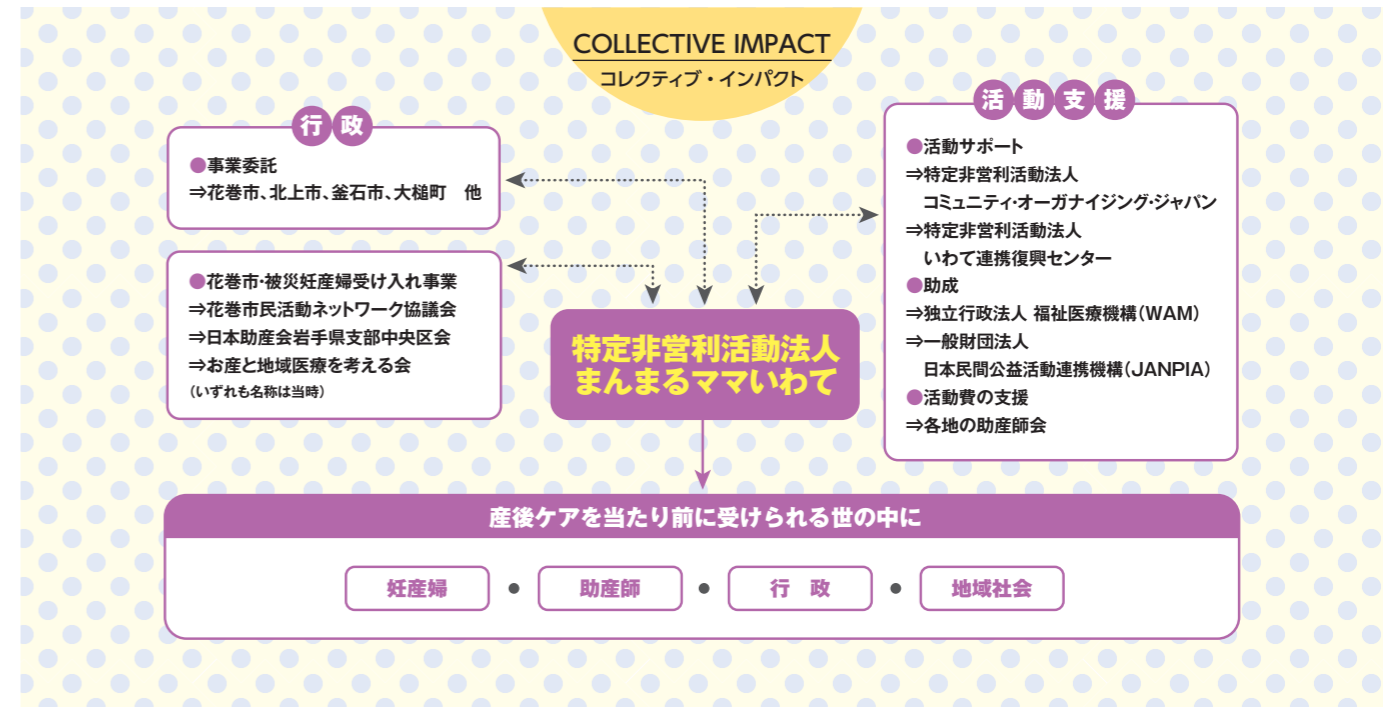 COLLECTIVE IMPACT
コレクティブ・インパクト
行政
●事業委託
⇒花巻市、北上市、釜石市、大槌町　他
●花巻市・被災妊産婦受け入れ事業
⇒花巻市民活動ネットワーク協議会
⇒日本助産会岩手県支部中央区会
⇒お産と地域医療を考える会
(いずれも名称は当時)
特定非営利活動法人
まんまるママいわて
活動支援
●活動サポート
⇒特定非営利活動法人
コミュニティ・オーガナイジング・ジャパン
⇒特定非営利活動法人
いわて連携復興センター
●助成
⇒独立行政法人 福祉医療機構(WAM)
⇒一般財団法人
日本民間公益活動連携機構(JANPIA)
●活動費の支援
⇒各地の助産師会
産後ケアを当たり前に受けられる世の中に
妊産婦 ● 助産師 ● 行　政 ● 地域社会